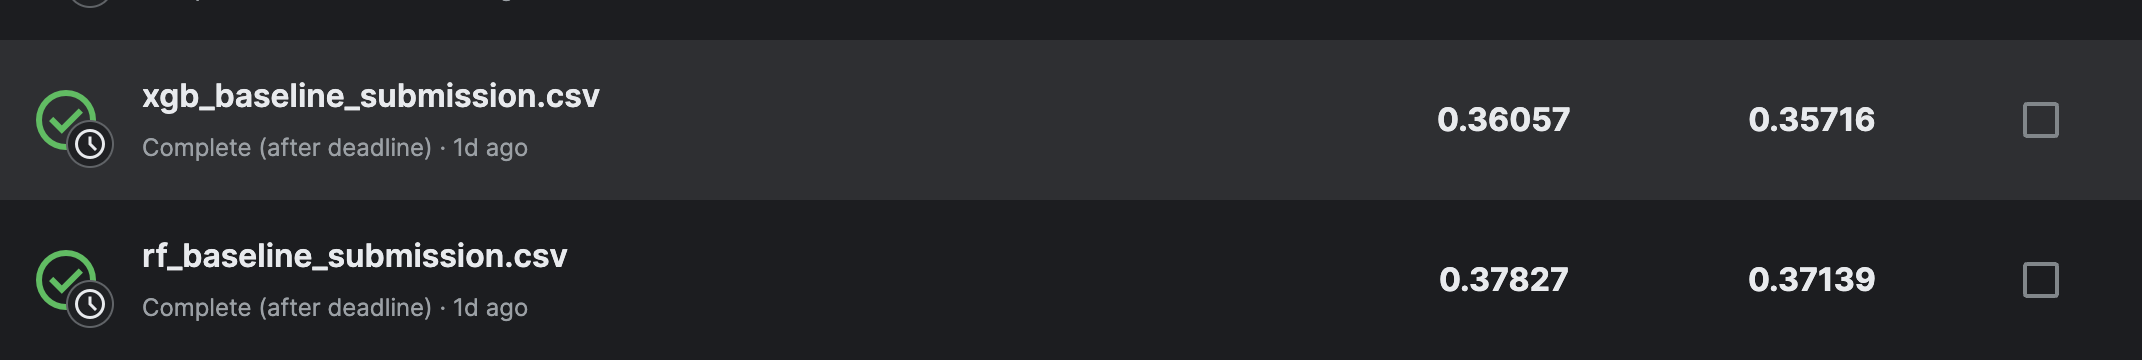 xgb_baseline_submission.csv
Complete (after deadline) · 1d ago
0.36057
0.35716
rf_baseline_submission.csv
Complete (after deadline) · 1d ago
0.37827
0.37139